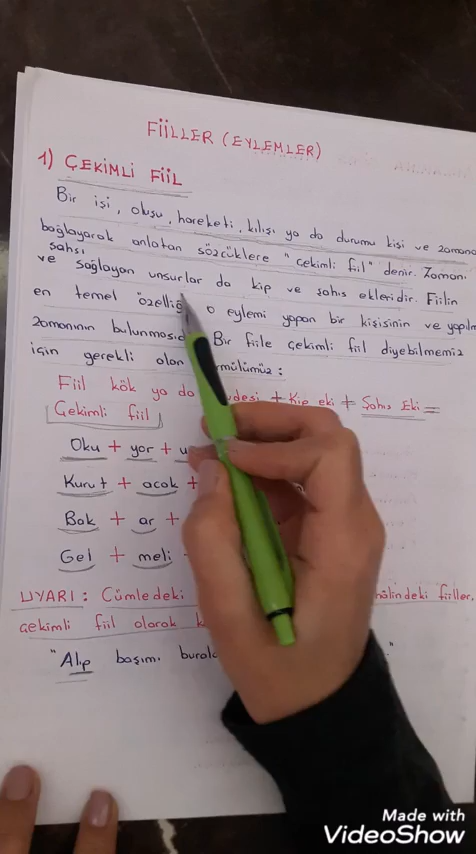 FİİLLER (EYLEMLER)
1) ÇEKİMLİ FİİL
Bir işi, oluşu, hareketi, kılışı ya da durumu kişi ve zamana
bağlayarak anlatan sözcüklere "çekimli fiil" denir. Zamanı
şahsı
ve sağlayan unsurlar da kip ve şahıs ekleridir. Fiilin
en temel özelliği o eylemi yapan bir kişisinin ve
zamanının Bir fiile çekimli fiil diyebilmemiz
için gerekli olan :
Fiil kök ya da + Kip eki + Şahıs Eki =
Çekimli fiil
Oku + yor + u
Kurut + acak +
Bak + ar +
Gel + meli
UYARI : Cümledeki hâlindeki fiiller,
çekimli fiil olarak k
"Alıp başımı "
Made with
VideoShow